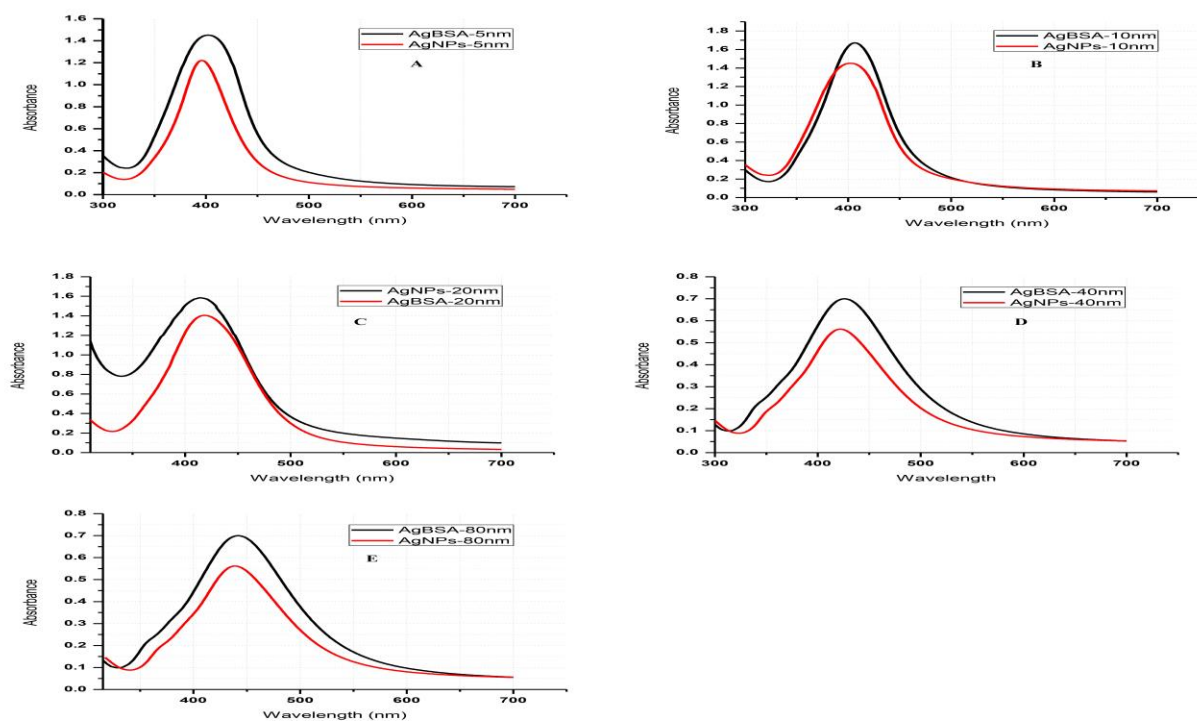 1.6
1.4
1.2
1.0
0.8
0.6
0.4
0.2
0.0
Absorbance
AgBSA-5nm
AgNPs-5nm
A
300 400 500 600 700
Wavelength (nm)
1.8
1.6
1.4
1.2
1.0
0.8
0.6
0.4
0.2
0.0
Absorbance
AgBSA-10nm
AgNPs-10nm
B
300 400 500 600 700
Wavelength (nm)
1.8
1.6
1.4
1.2
1.0
0.8
0.6
0.4
0.2
0.0
Absorbance
AgNPs-20nm
AgBSA-20nm
C
400 500 600 700
Wavelength (nm)
0.8
0.7
0.6
0.5
0.4
0.3
0.2
0.1
0.0
Absorbance
AgBSA-40nm
AgNPs-40nm
D
300 400 500 600 700
Wavelength
0.8
0.7
0.6
0.5
0.4
0.3
0.2
0.1
0.0
Absorbance
AgBSA-80nm
AgNPs-80nm
E
400 500 600 700
Wavelength (nm)